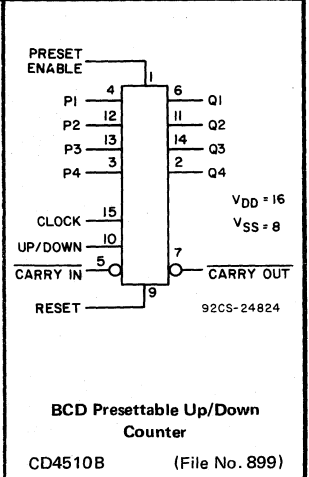 PRESET
ENABLE
1
P1 4 6 Q1
P2 12 11 Q2
P3 13 14 Q3
P4 3 2 Q4
VDD = 16
VSS = 8
CLOCK 15
UP/DOWN 10
CARRY IN 5 7 CARRY OUT
RESET 9
92CS-24824
BCD Presettable Up/Down
Counter
CD4510B (File No. 899)